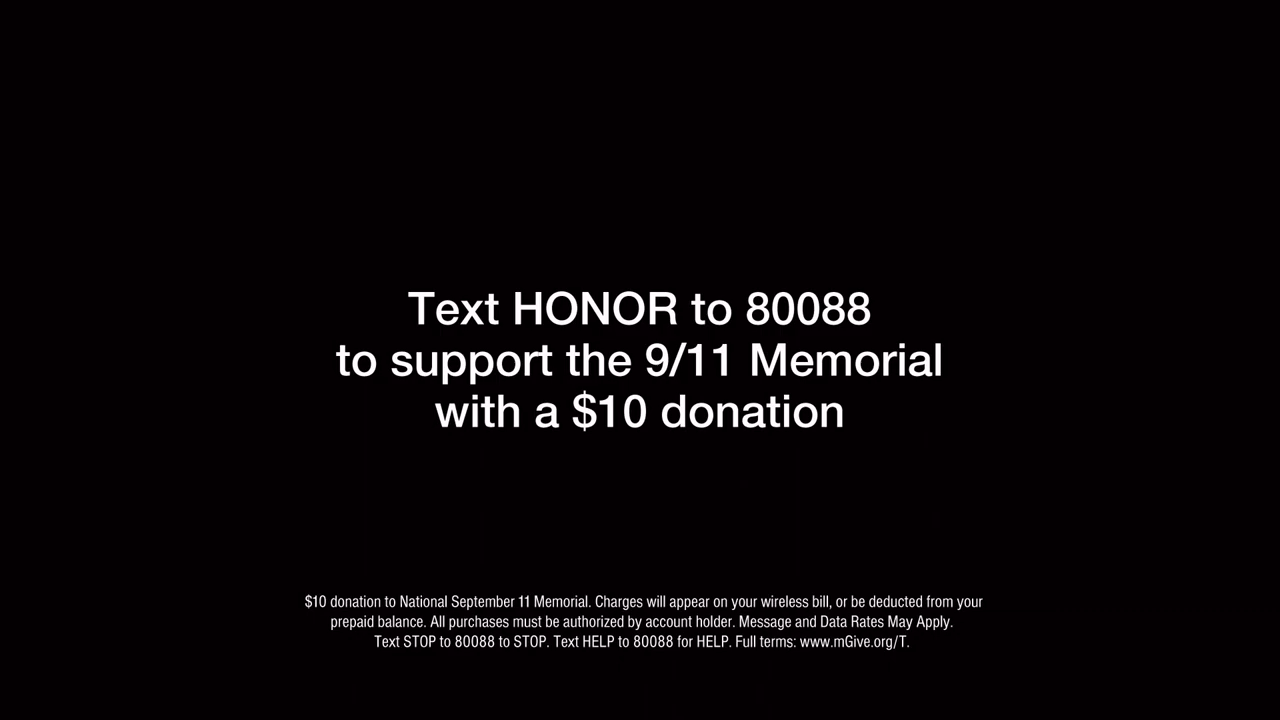 Text HONOR to 80088
to support the 9/11 Memorial
with a $10 donation
$10 donation to National September 11 Memorial. Charges will appear on your wireless bill, or be deducted from your
prepaid balance. All purchases must be authorized by account holder. Message and Data Rates May Apply.
Text STOP to 80088 to STOP. Text HELP to 80088 for HELP. Full terms: www.mGive.org/T.